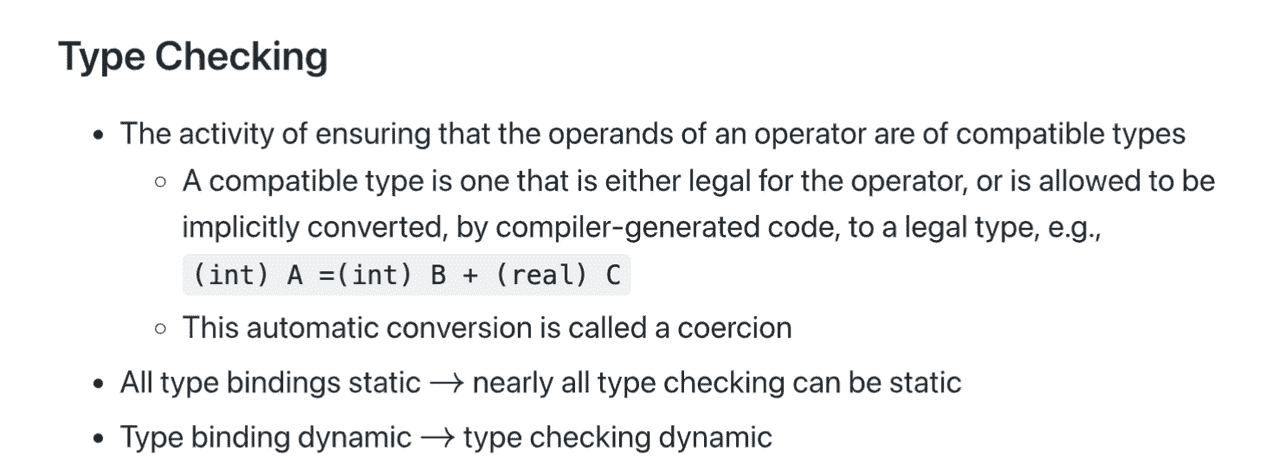 Type Checking
• The activity of ensuring that the operands of an operator are of compatible types
○ A compatible type is one that is either legal for the operator, or is allowed to be
implicitly converted, by compiler-generated code, to a legal type, e.g.,
(int) A =(int) B + (real) C
○ This automatic conversion is called a coercion
• All type bindings static → nearly all type checking can be static
• Type binding dynamic → type checking dynamic